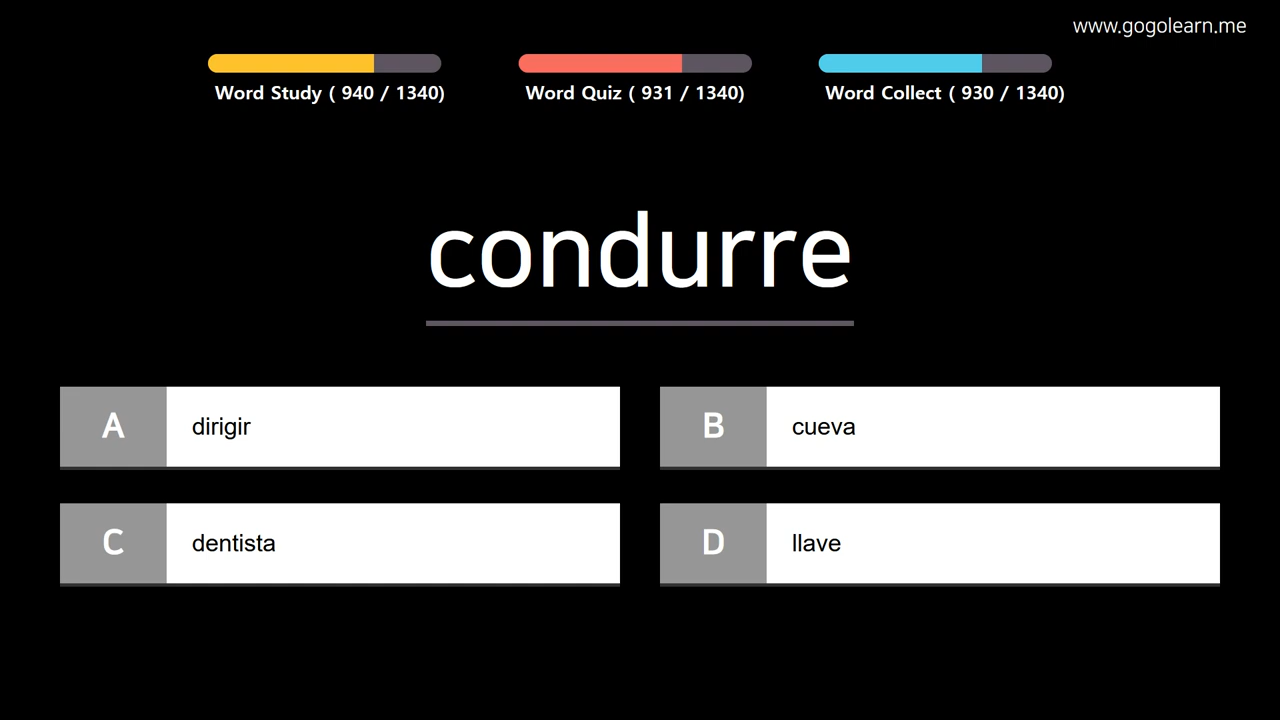 www.gogolearn.me
Word Study ( 940 / 1340)
Word Quiz ( 931 / 1340)
Word Collect ( 930 / 1340)
condurre
A dirigir
B cueva
C dentista
D llave